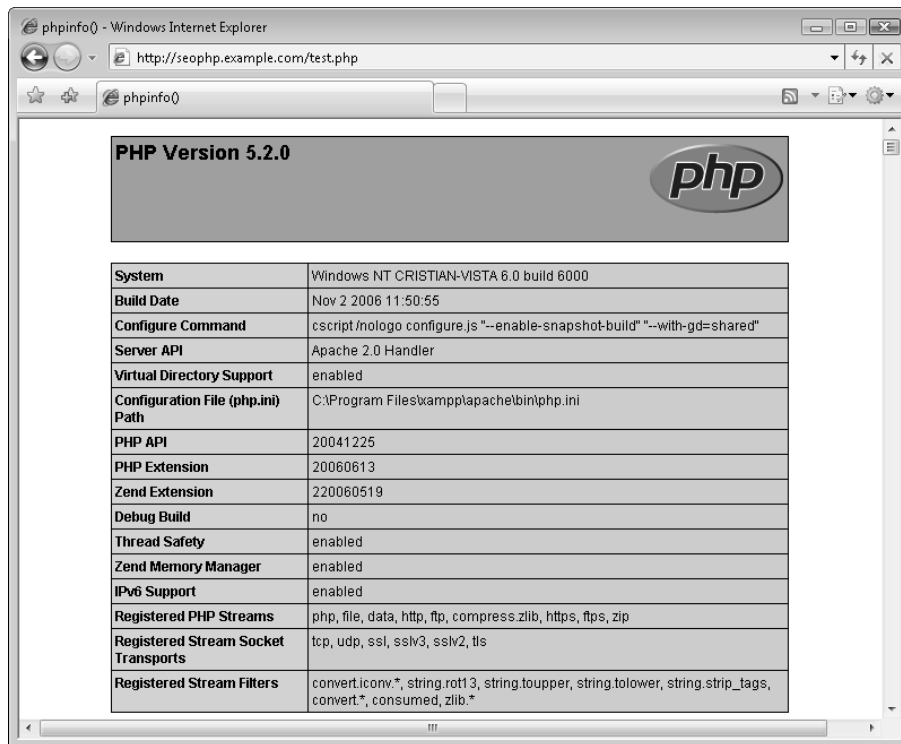 phpinfo() - Windows Internet Explorer
http://seophp.example.com/test.php
phpinfo()
PHP Version 5.2.0
php
System Windows NT CRISTIAN-VISTA 6.0 build 6000
Build Date Nov 2 2006 11:50:55
Configure Command cscript /nologo configure.js "--enable-snapshot-build" "--with-gd=shared"
Server API Apache 2.0 Handler
Virtual Directory Support enabled
Configuration File (php.ini) C:\Program Files\xampp\apache\bin\php.ini
Path
PHP API 20041225
PHP Extension 20060613
Zend Extension 220060519
Debug Build no
Thread Safety enabled
Zend Memory Manager enabled
IPv6 Support enabled
Registered PHP Streams php, file, data, http, ftp, compress.zlib, https, ftps, zip
Registered Stream Socket tcp, udp, ssl, sslv3, sslv2, tls
Transports
Registered Stream Filters convert.iconv.*, string.rot13, string.toupper, string.tolower, string.strip_tags,
convert.*, consumed, zlib.*